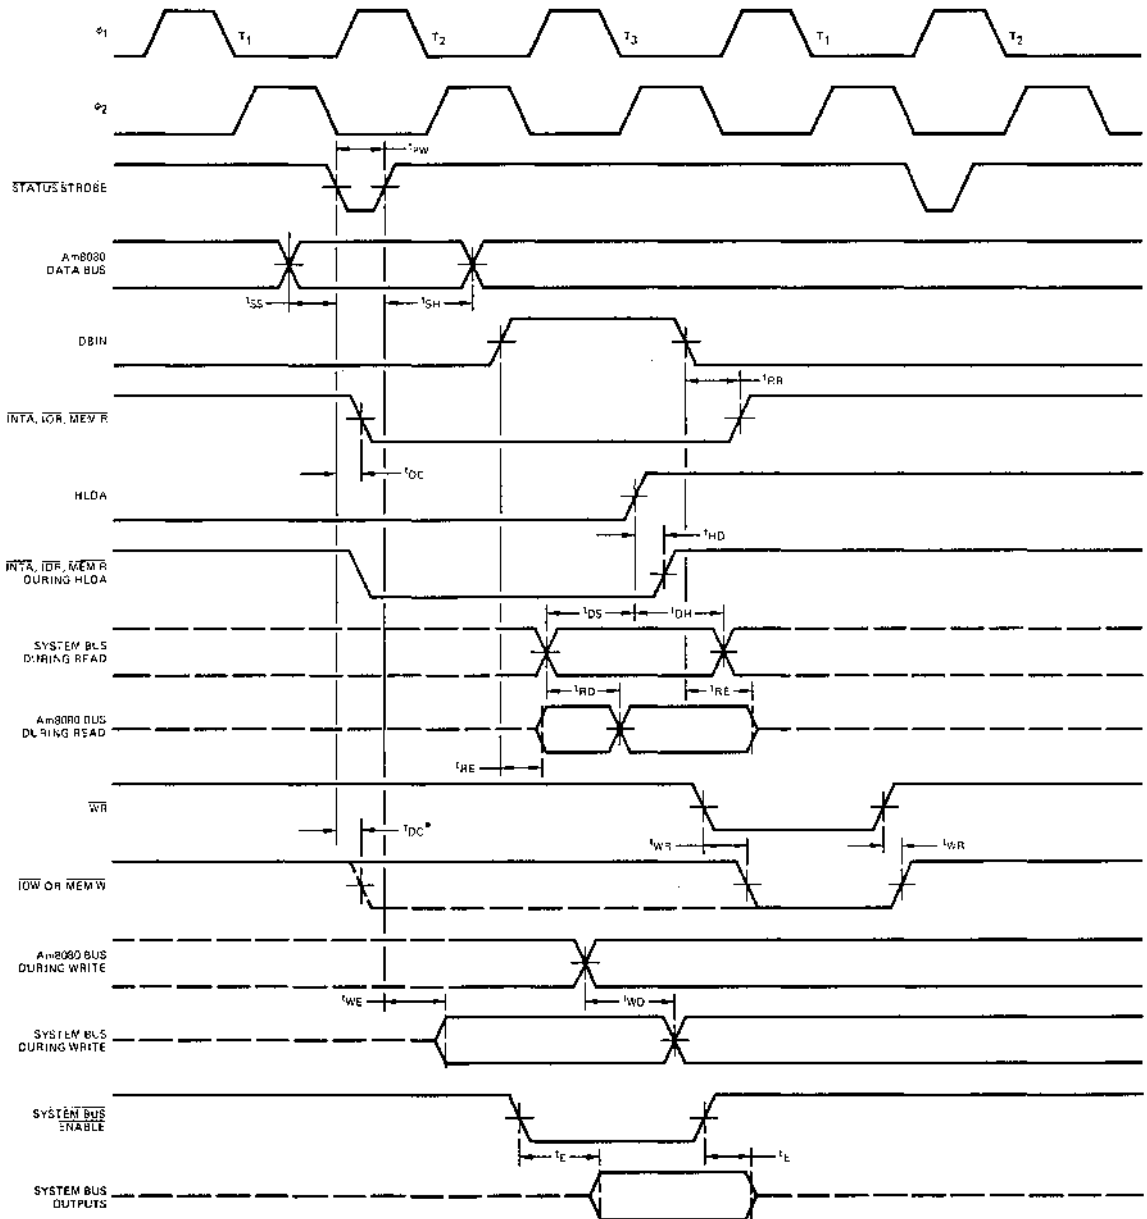 φ1
T1
T2
T3
T1
T2
φ2
tPW
STATUS STROBE
Am8080
DATA BUS
tSS
tSH
DBIN
tRR
INTA, IOR, MEM R
tDC
HLDA
tHD
INTA, IOR, MEM R
DURING HLDA
tDS
tDH
SYSTEM BUS
DURING READ
tRD
tRE
Am8080 BUS
DURING READ
tRE
WR
tDC*
tWR
tWR
IOW OR MEM W
Am8080 BUS
DURING WRITE
tWE
tWD
SYSTEM BUS
DURING WRITE
SYSTEM BUS
ENABLE
tE
tE
SYSTEM BUS
OUTPUTS